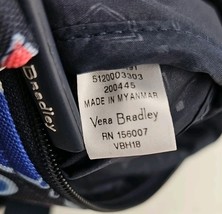 Bradley
5120003303
200445
MADE IN MYANMAR
Vera Bradley
RN 156007
VBH18